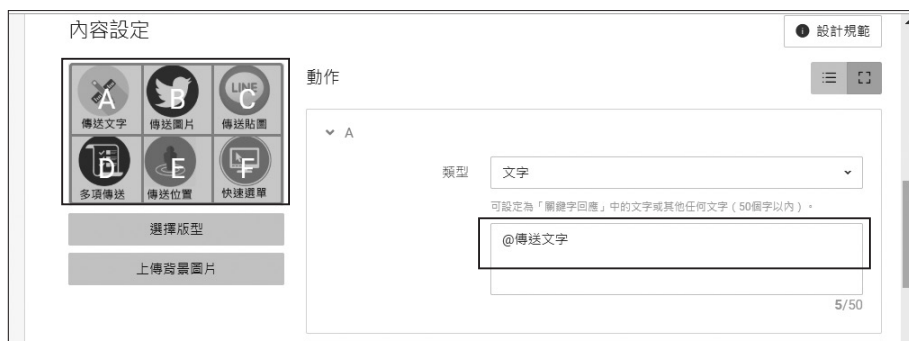 內容設定
設計規範
A
B
LINE
C
傳送文字
傳送圖片
傳送貼圖
D
E
F
多項傳送
傳送位置
快速選單
選擇版型
上傳背景圖片
動作
A
類型
文字
可設定為「關鍵字回應」中的文字或其他任何文字（50個字以內）。
@傳送文字
5/50